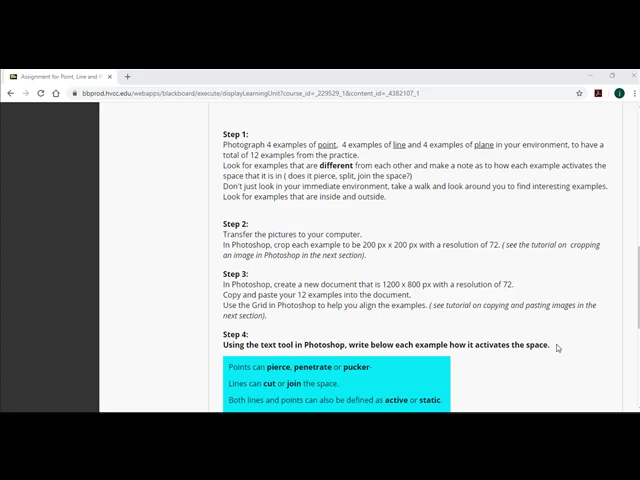 Assignment for Point, Line and P
bbprod.hvcc.edu/webapps/blackboard/execute/displayLearningUnit?course_id=_229529_1&content_id=_4382107_1
Step 1:
Photograph 4 examples of point, 4 examples of line and 4 examples of plane in your environment, to have a
total of 12 examples from the practice.
Look for examples that are different from each other and make a note as to how each example activates the
space that it is in ( does it pierce, split, join the space?)
Don't just look in your immediate environment, take a walk and look around you to find interesting examples.
Look for examples that are inside and outside.
Step 2:
Transfer the pictures to your computer.
In Photoshop, crop each example to be 200 px x 200 px with a resolution of 72. ( see the tutorial on cropping
an image in Photoshop in the next section).
Step 3:
In Photoshop, create a new document that is 1200 x 800 px with a resolution of 72.
Copy and paste your 12 examples into the document.
Use the Grid in Photoshop to help you align the examples. ( see tutorial on copying and pasting images in the
next section).
Step 4:
Using the text tool in Photoshop, write below each example how it activates the space.
Points can pierce, penetrate or pucker-
Lines can cut or join the space.
Both lines and points can also be defined as active or static.